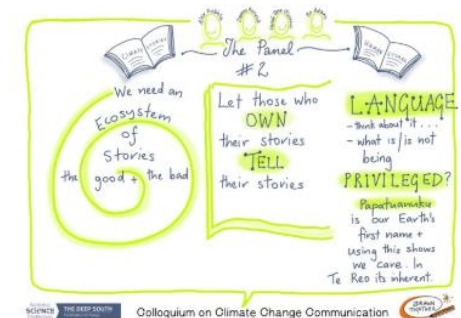 The Panel
#2
We need an
Ecosystem
of
Stories
the good + the bad
Let those who
OWN
their stories
TELL
their stories
LANGUAGE
- think about it...
- what is/is not
being
PRIVILEGED?
Papatuanuku
is our Earth's
first name +
using this shows
we care. In
Te Reo its inherent.
SCIENCE
THE DEEP SOUTH
Colloquium on Climate Change Communication
DRAWN
TOGETHER